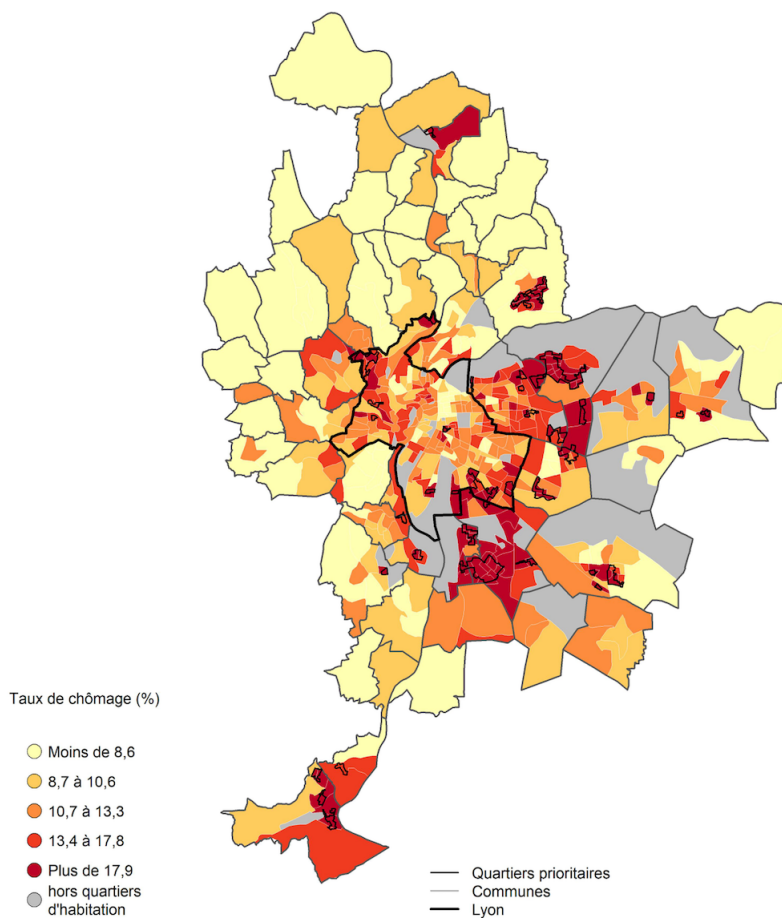 Taux de chômage (%)
Moins de 8,6
8,7 à 10,6
10,7 à 13,3
13,4 à 17,8
Plus de 17,9
hors quartiers
d'habitation
Quartiers prioritaires
Communes
Lyon